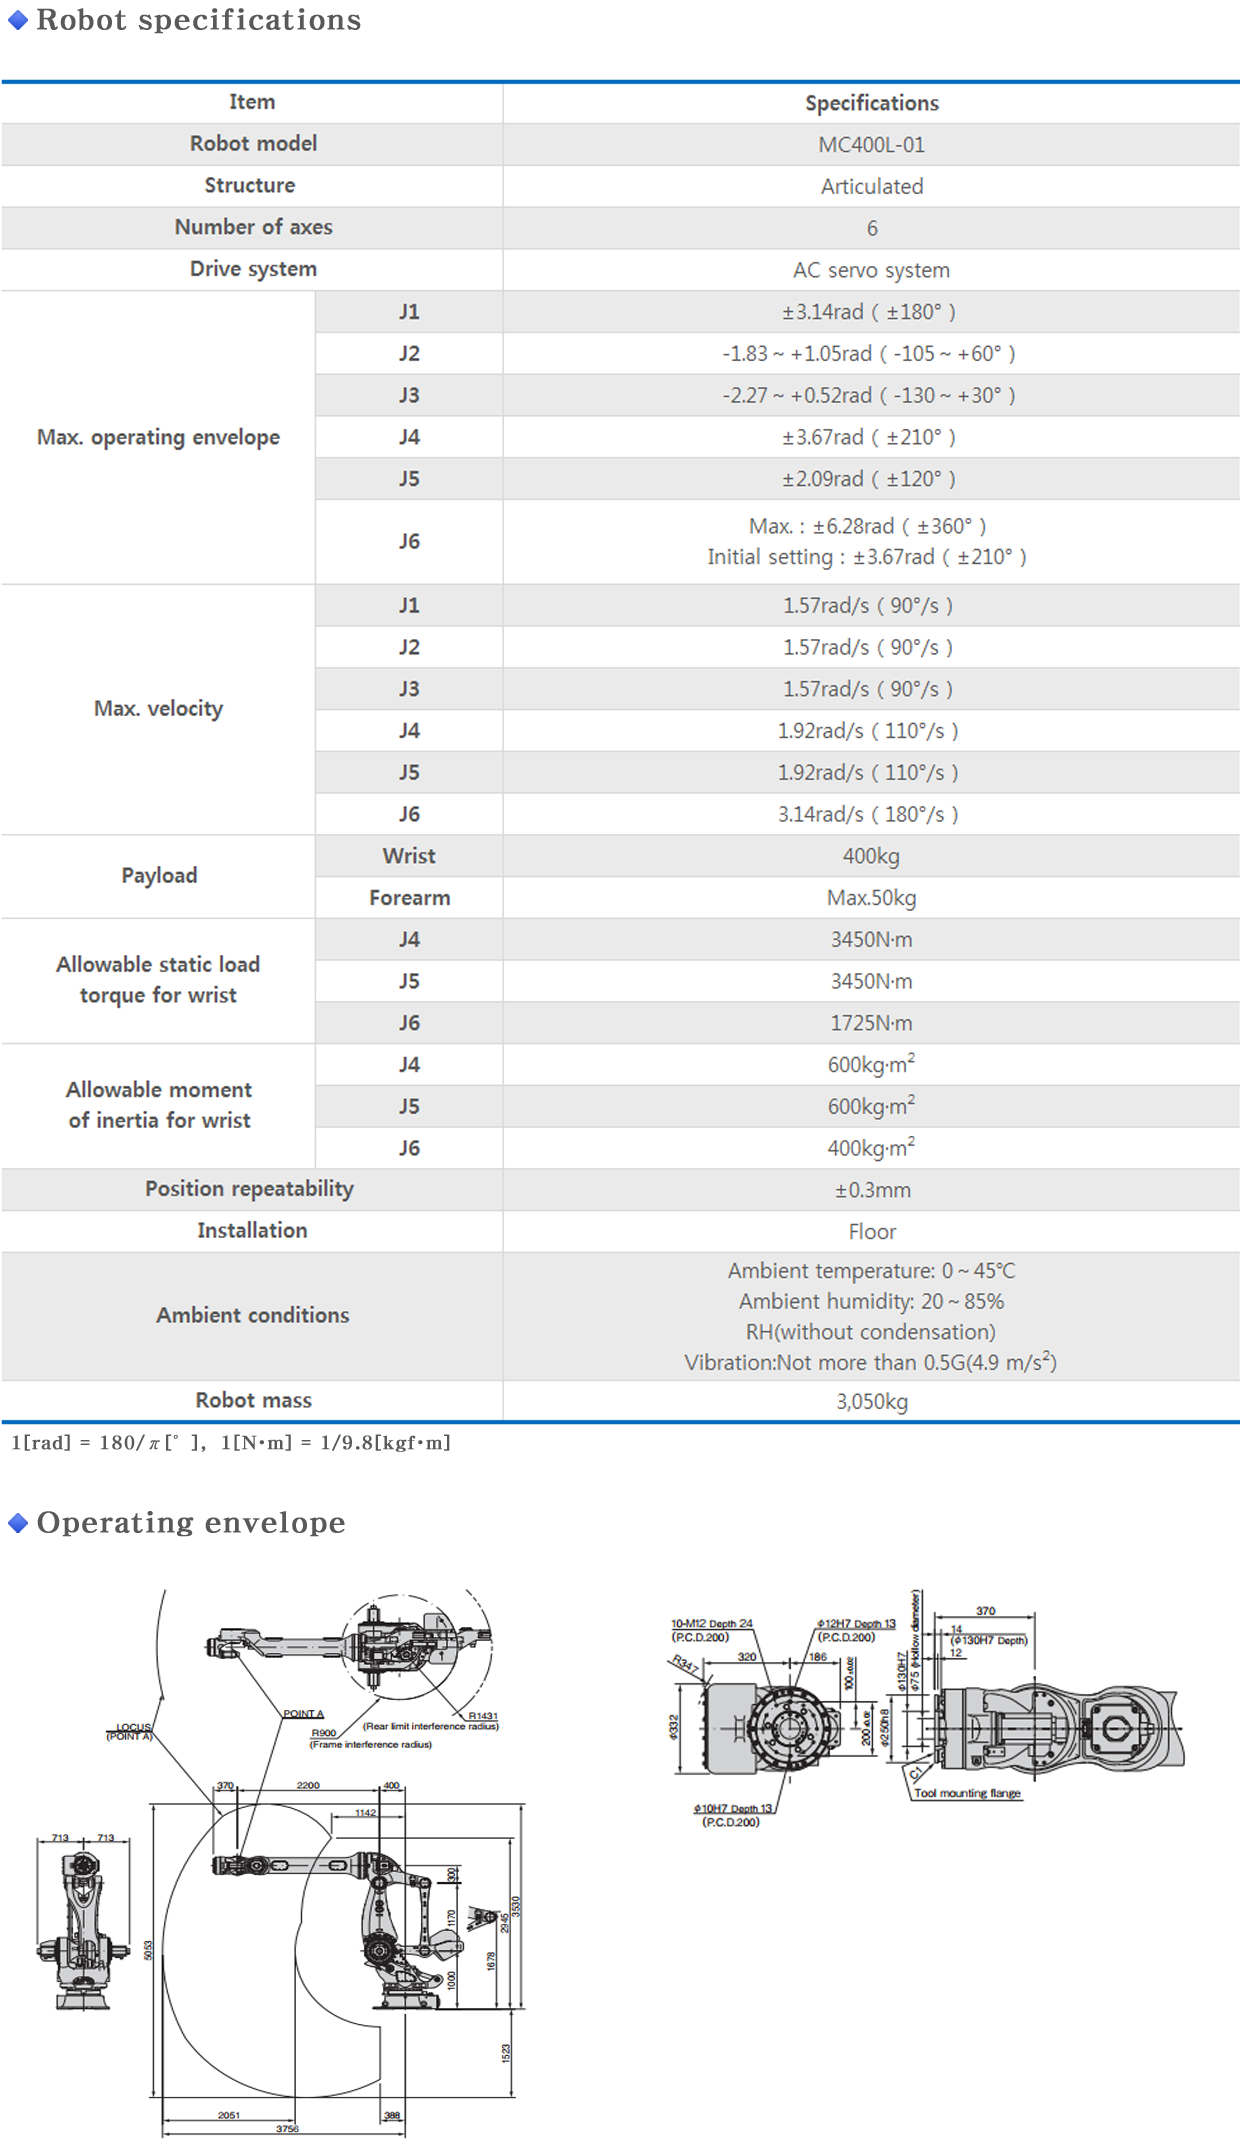 Robot specifications
Item Specifications
Robot model MC400L-01
Structure Articulated
Number of axes 6
Drive system AC servo system
Max. operating envelope
J1 ±3.14rad ( ±180° )
J2 -1.83 ~ +1.05rad ( -105 ~ +60° )
J3 -2.27 ~ +0.52rad ( -130 ~ +30° )
J4 ±3.67rad ( ±210° )
J5 ±2.09rad ( ±120° )
J6 Max. : ±6.28rad ( ±360° )
Initial setting : ±3.67rad ( ±210° )
Max. velocity
J1 1.57rad/s ( 90°/s )
J2 1.57rad/s ( 90°/s )
J3 1.57rad/s ( 90°/s )
J4 1.92rad/s ( 110°/s )
J5 1.92rad/s ( 110°/s )
J6 3.14rad/s ( 180°/s )
Payload
Wrist 400kg
Forearm Max.50kg
Allowable static load
torque for wrist
J4 3450N·m
J5 3450N·m
J6 1725N·m
Allowable moment
of inertia for wrist
J4 600kg·m²
J5 600kg·m²
J6 400kg·m²
Position repeatability ±0.3mm
Installation Floor
Ambient conditions
Ambient temperature: 0 ~ 45℃
Ambient humidity: 20 ~ 85%
RH(without condensation)
Vibration:Not more than 0.5G(4.9 m/s²)
Robot mass 3,050kg
1[rad] = 180/π[° ], 1[N·m] = 1/9.8[kgf·m]
Operating envelope
LOCUS
(POINT A)
POINT A
R1431
(Rear limit interference radius)
R900
(Frame interference radius)
370
2200
400
1142
713
713
5053
300
1170
1000
1678
2945
3530
1523
2051
388
3756
10-M12 Depth 24
(P.C.D.200)
Φ12H7 Depth 13
(P.C.D.200)
R347
320
186
100±0.02
200±0.02
Φ332
Φ10H7 Depth 13
(P.C.D.200)
370
14
(Φ130H7 Depth)
12
Φ75 (Hollow diameter)
Φ130H7
Φ250h8
C1
Tool mounting flange